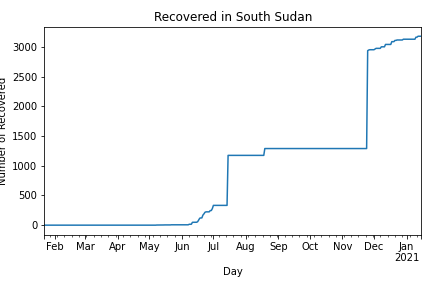 Recovered in South Sudan
Number of Recovered
3000
2500
2000
1500
1000
500
0
Feb Mar Apr May Jun Jul Aug Sep Oct Nov Dec Jan
2021
Day